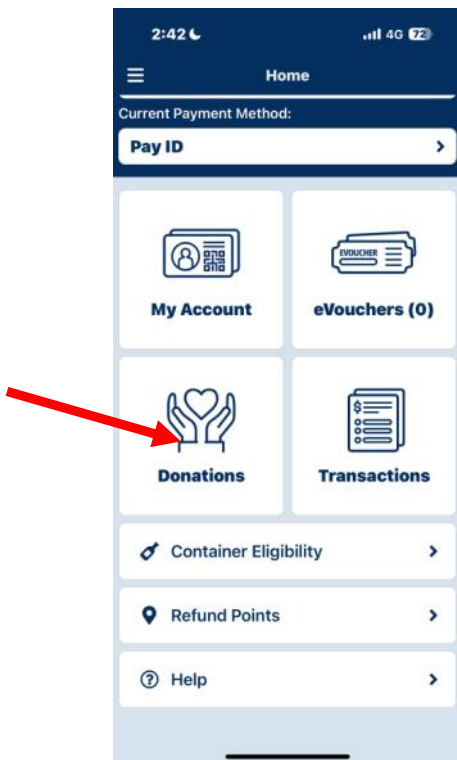 2:42 4G 72
Home
Current Payment Method:
Pay ID
EVOUCHER
My Account eVouchers (0)
$
Donations Transactions
Container Eligibility
Refund Points
? Help